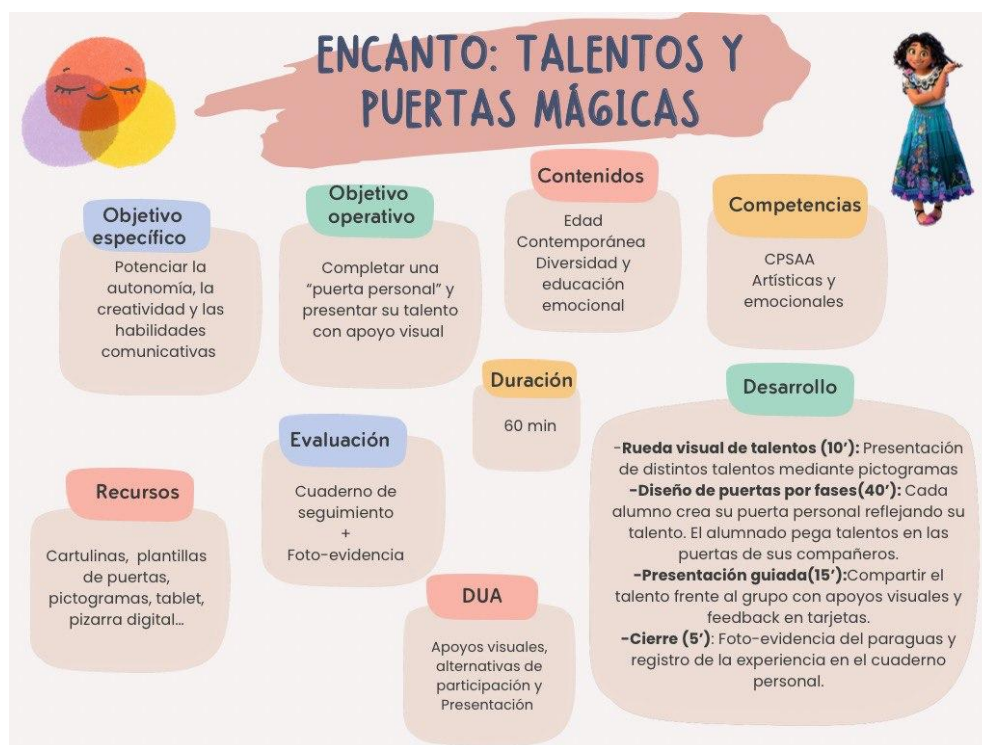 ENCANTO: TALENTOS Y
PUERTAS MÁGICAS
Objetivo
específico
Potenciar la
autonomía, la
creatividad y las
habilidades
comunicativas
Objetivo
operativo
Completar una
"puerta personal" y
presentar su talento
con apoyo visual
Contenidos
Edad
Contemporánea
Diversidad y
educación
emocional
Competencias
CPSAA
Artísticas y
emocionales
Duración
60 min
Desarrollo
-Rueda visual de talentos (10'): Presentación
de distintos talentos mediante pictogramas
-Diseño de puertas por fases(40'): Cada
alumno crea su puerta personal reflejando su
talento. El alumnado pega talentos en las
puertas de sus compañeros.
-Presentación guiada(15'):Compartir el
talento frente al grupo con apoyos visuales y
feedback en tarjetas.
-Cierre (5'): Foto-evidencia del paraguas y
registro de la experiencia en el cuaderno
personal.
Evaluación
Cuaderno de
seguimiento
+
Foto-evidencia
Recursos
Cartulinas, plantillas
de puertas,
pictogramas, tablet,
pizarra digital…
DUA
Apoyos visuales,
alternativas de
participación y
Presentación